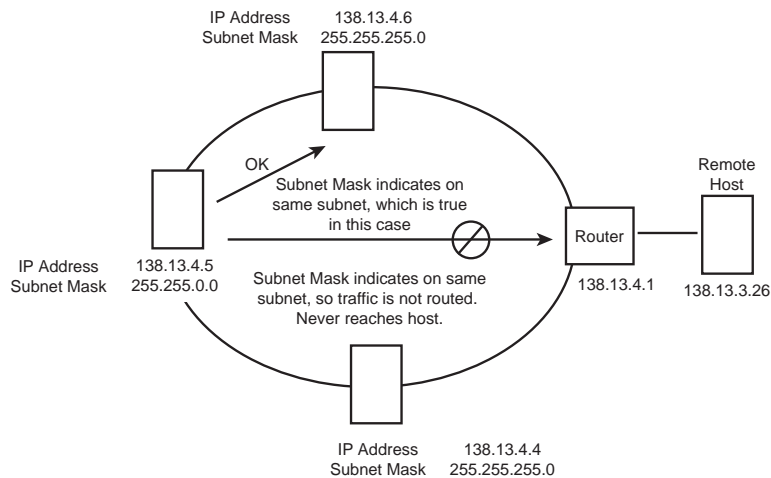 IP Address 138.13.4.6
Subnet Mask 255.255.255.0
OK
Subnet Mask indicates on
same subnet, which is true
in this case
Remote
Host
Router
IP Address 138.13.4.5
Subnet Mask 255.255.0.0
Subnet Mask indicates on same
subnet, so traffic is not routed.
Never reaches host.
138.13.4.1
138.13.3.26
IP Address 138.13.4.4
Subnet Mask 255.255.255.0